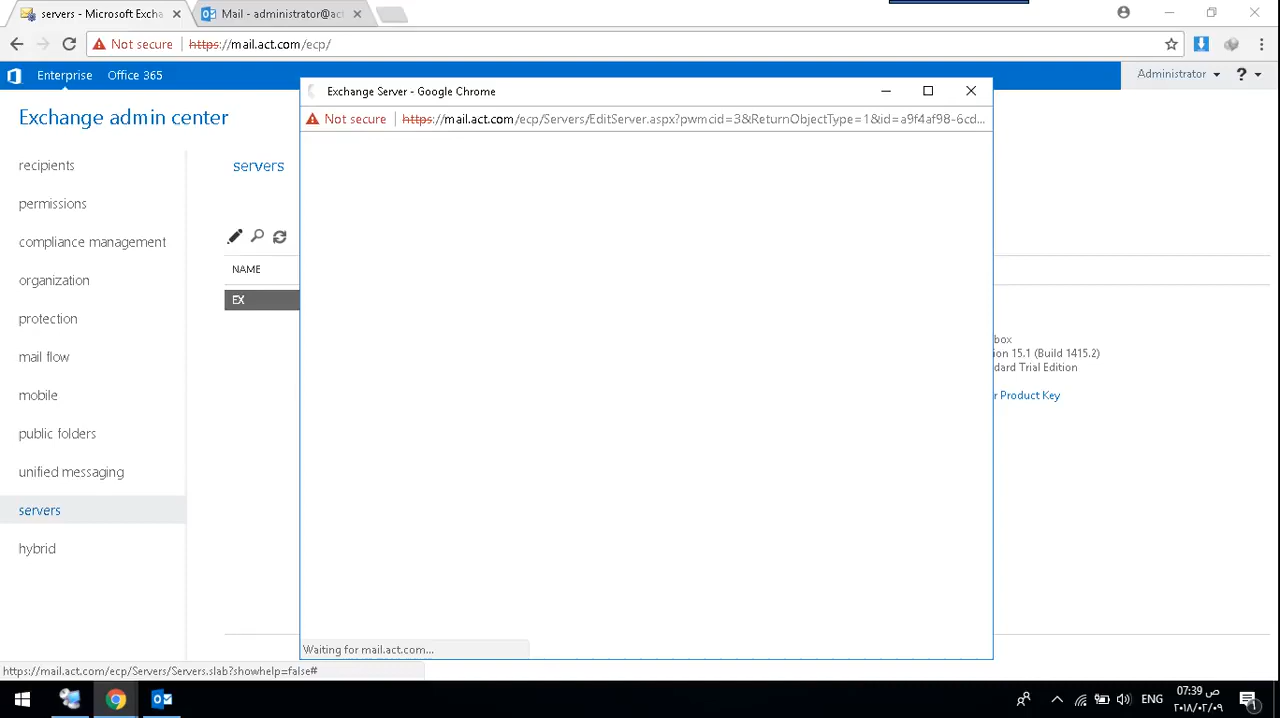 servers - Microsoft Excha
Mail - administrator@act
Not secure
https://mail.act.com/ecp/
Enterprise
Office 365
Administrator
?
Exchange Server - Google Chrome
Not secure
https://mail.act.com/ecp/Servers/EditServer.aspx?pwmcid=3&ReturnObjectType=1&id=a9f4af98-6cd...
Exchange admin center
recipients
permissions
compliance management
organization
protection
mail flow
mobile
public folders
unified messaging
servers
hybrid
servers
NAME
EX
box
ion 15.1 (Build 1415.2)
dard Trial Edition
r Product Key
Waiting for mail.act.com...
https://mail.act.com/ecp/Servers/Servers.slab?showhelp=false#
ENG
07:39 ص
٢٠١٨/٠٢/٠٩
1